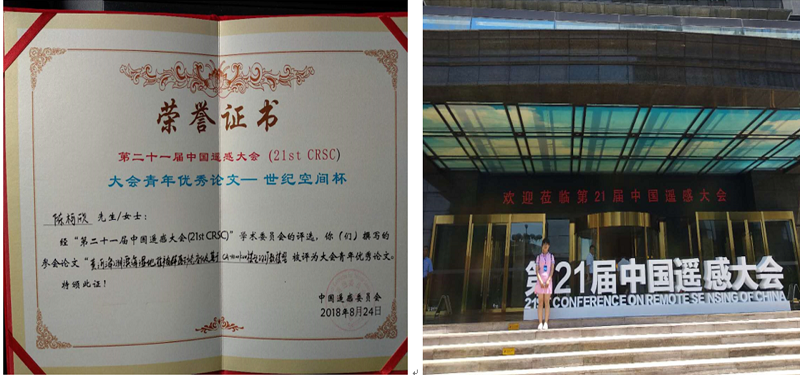 荣誉证书
第二十一届中国遥感大会 (21st CRSC)
大会青年优秀论文— 世纪空间杯
先生/女士:
经“第二十一届中国遥感大会(21st CRSC)”学术委员会的评选,你(们)撰写的
参会论文“ 被评为大会青年优秀论文。
特颁此证!
中国遥感委员会
2018年8月24日
欢迎莅临第21届中国遥感大会
第21届中国遥感大会
21ST CONFERENCE ON REMOTE SENSING OF CHINA